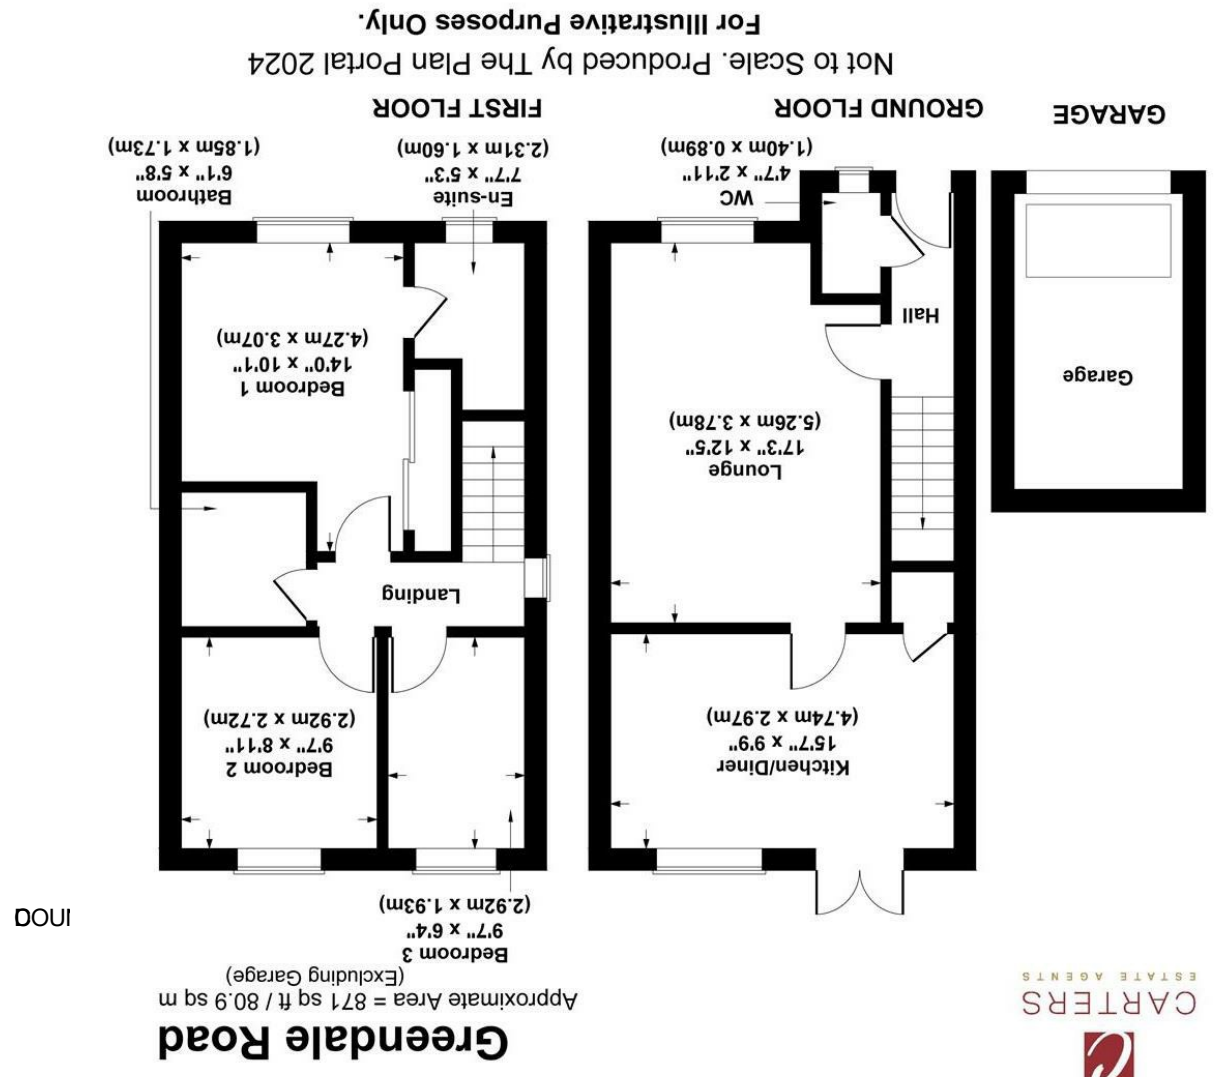 Greendale Road
Approximate Area = 871 sq ft / 80.9 sq m
(Excluding Garage)
CARTERS
ESTATE AGENTS
Kitchen/Diner
15'7" x 9'9"
(4.74m x 2.97m)
Lounge
17'3" x 12'5"
(5.26m x 3.78m)
Hall
WC
4'7" x 2'11"
(1.40m x 0.89m)
Garage
Bedroom 3
9'7" x 6'4"
(2.92m x 1.93m)
Bedroom 2
9'7" x 8'11"
(2.92m x 2.72m)
Landing
Bedroom 1
14'0" x 10'1"
(4.27m x 3.07m)
En-suite
7'7" x 5'3"
(2.31m x 1.60m)
Bathroom
6'1" x 5'8"
(1.85m x 1.73m)
GARAGE
GROUND FLOOR
FIRST FLOOR
Not to Scale. Produced by The Plan Portal 2024
For Illustrative Purposes Only.